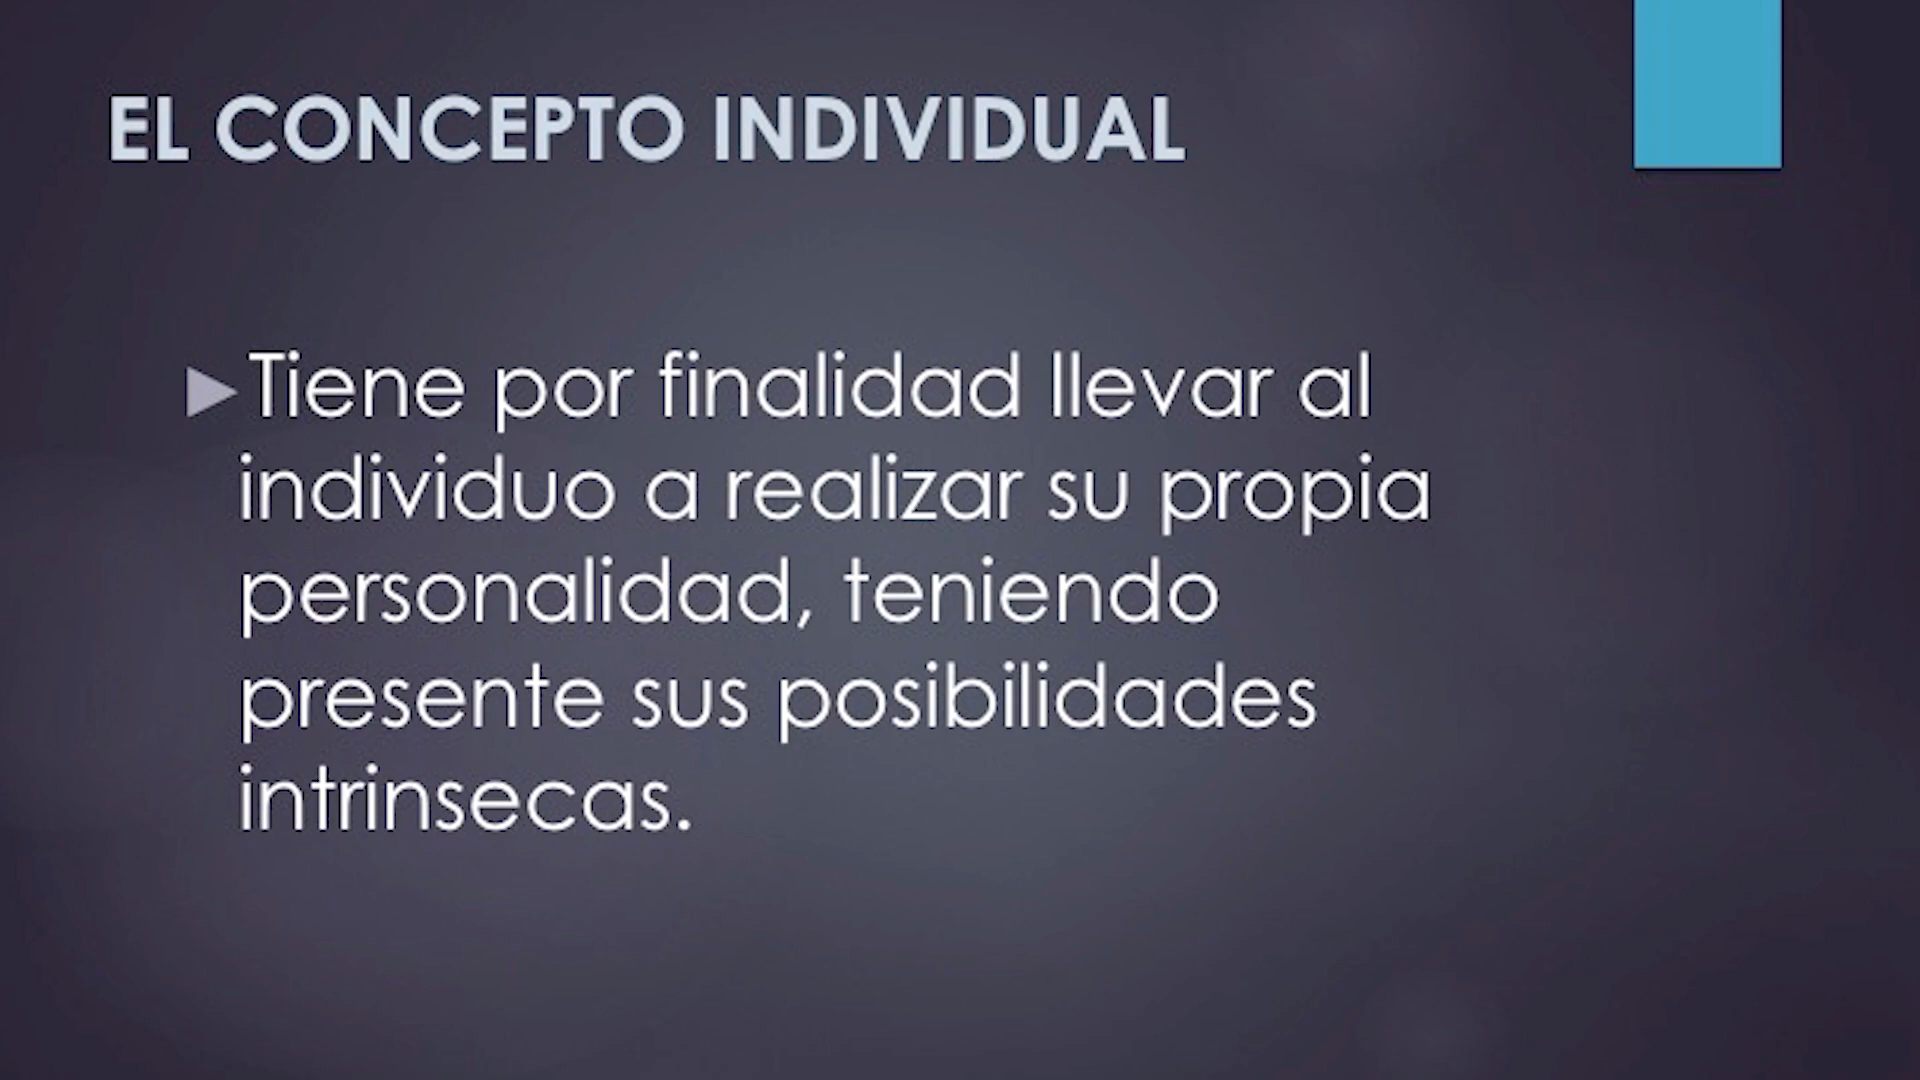 EL CONCEPTO INDIVIDUAL
Tiene por finalidad llevar al
individuo a realizar su propia
personalidad, teniendo
presente sus posibilidades
intrinsecas.